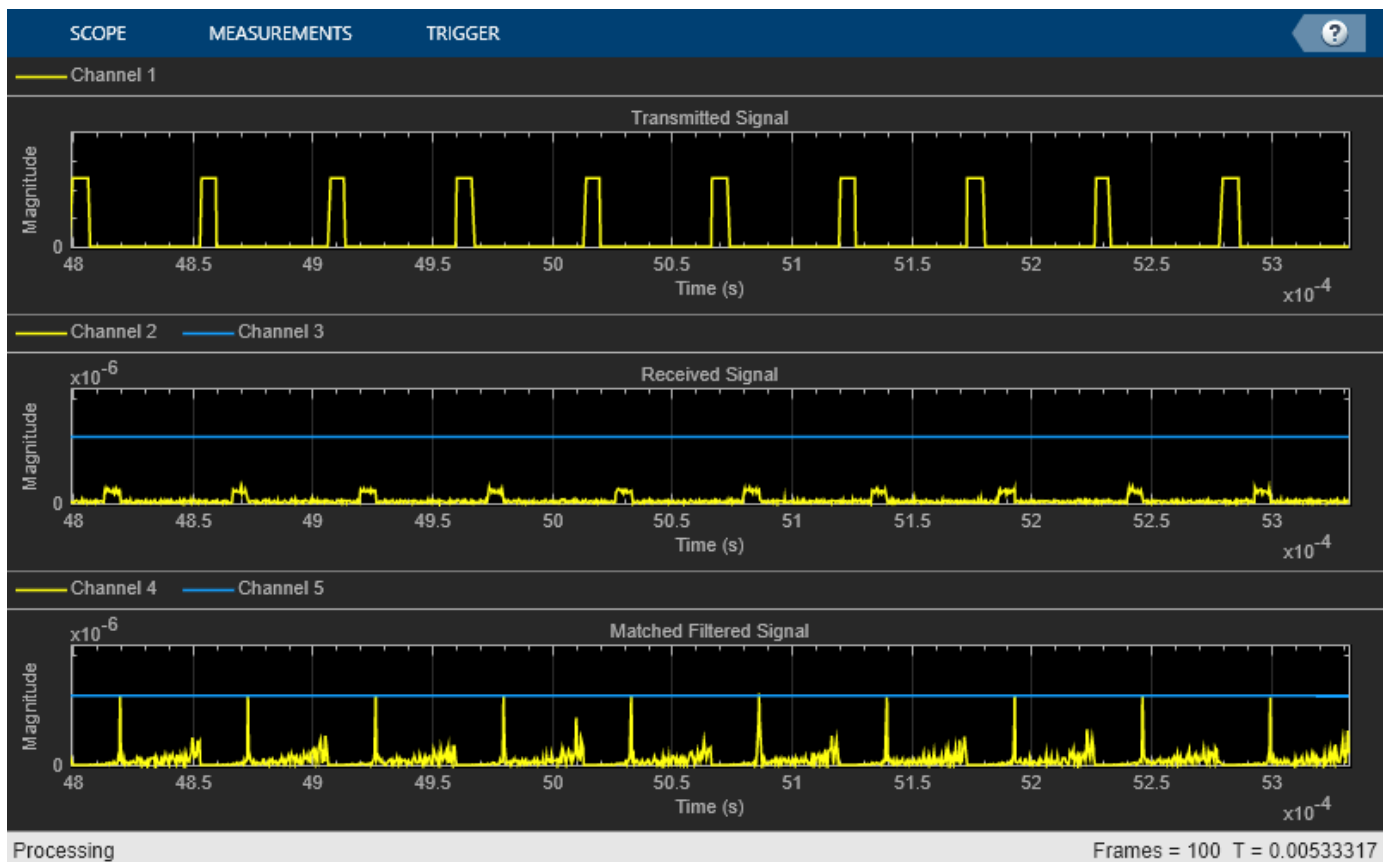 SCOPE MEASUREMENTS TRIGGER ?
Channel 1
Transmitted Signal
Magnitude
0
48 48.5 49 49.5 50 50.5 51 51.5 52 52.5 53
Time (s)
x10-4
Channel 2 Channel 3
x10-6
Received Signal
Magnitude
0
48 48.5 49 49.5 50 50.5 51 51.5 52 52.5 53
Time (s)
x10-4
Channel 4 Channel 5
x10-6
Matched Filtered Signal
Magnitude
0
48 48.5 49 49.5 50 50.5 51 51.5 52 52.5 53
Time (s)
x10-4
Processing Frames = 100 T = 0.00533317